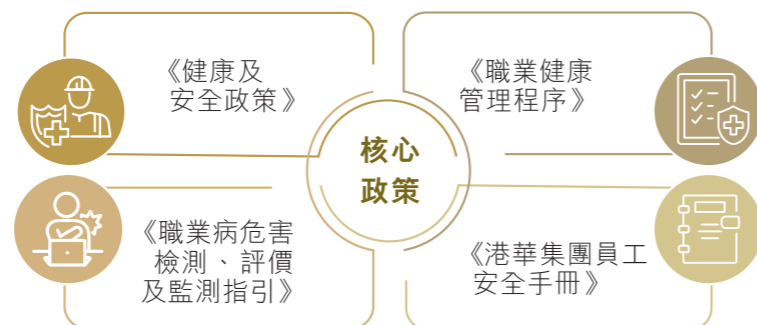 《健康及
安全政策》
《職業健康
管理程序》
核心
政策
《職業病危害
檢測、評價
及監測指引》
《港華集團員工
安全手冊》